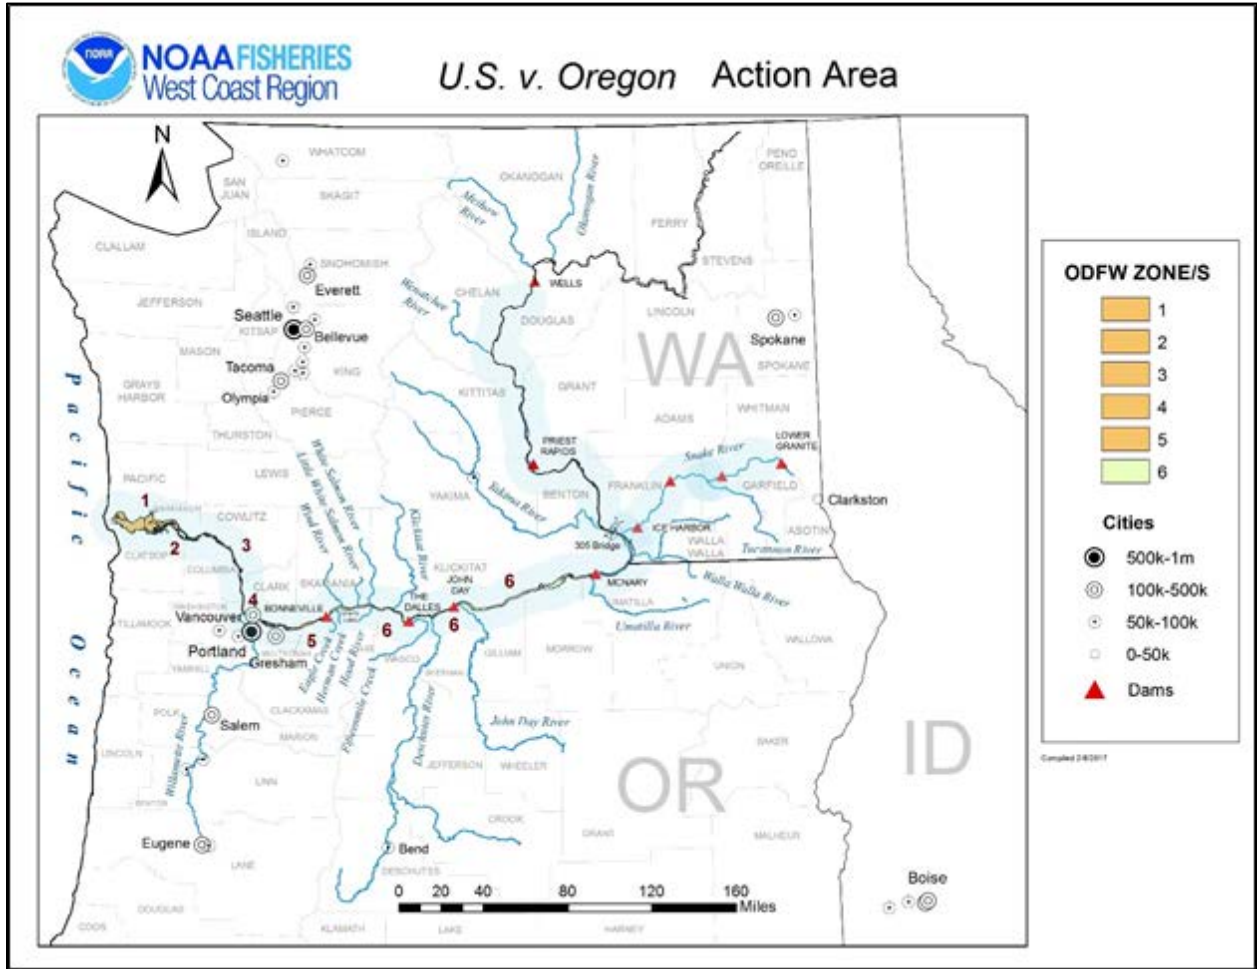 NOAA
NOAA FISHERIES
West Coast Region
U.S. v. Oregon Action Area
N
WHATCOM
SAN
JUAN
SKAGIT
ISLAND
CLALLAM
SNOHOMISH
Everett
JEFFERSON
Seattle
KITSAP
Bellevue
MASON
Tacoma
KING
GRAYS
HARBOR
Olympia
PIERCE
THURSTON
PACIFIC
LEWIS
OKANOGAN
Methow
River
Okanogan River
FERRY
PEND
OREILLE
STEVENS
WELLS
CHELAN
Wenatchee
River
DOUGLAS
LINCOLN
WA
Spokane
SPOKANE
KITTITAS
GRANT
ADAMS
WHITMAN
PRIEST
RAPIDS
LOWER
GRANITE
Snake River
BENTON
FRANKLIN
GARFIELD
YAKIMA
Yakima River
Clarkston
ASOTIN
ICE HARBOR
WALLA
WALLA
305 Bridge
Tucannon River
Pacific
Ocean
1
2
3
4
5
6
6
6
CLATSOP
COWLITZ
COLUMBIA
CLARK
SKAMANIA
KLICKITAT
White Salmon River
Little White Salmon River
Wind River
Klickitat River
JOHN
DAY
THE
DALLES
BONNEVILLE
MCNARY
UMATILLA
Walla Walla River
Umatilla River
WASHINGTON
TILLAMOOK
Vancouver
Portland
Gresham
YAMHILL
Eagle Creek
Herman Creek
Hood River
Fifteenmile Creek
WASCO
SHERMAN
GILLIAM
MORROW
WALLOWA
UNION
CLACKAMAS
POLK
Salem
MARION
Deschutes River
John Day River
LINCOLN
Willamette River
LINN
JEFFERSON
WHEELER
BAKER
OR
ID
BENTON
CROOK
GRANT
MALHEUR
Eugene
LANE
Bend
DESCHUTES
DOUGLAS
COOS
KLAMATH
LAKE
HARNEY
Boise
0 20 40 80 120 160
Miles
ODFW ZONE/S
1
2
3
4
5
6
Cities
500k-1m
100k-500k
50k-100k
0-50k
Dams
Compiled 2/8/2017